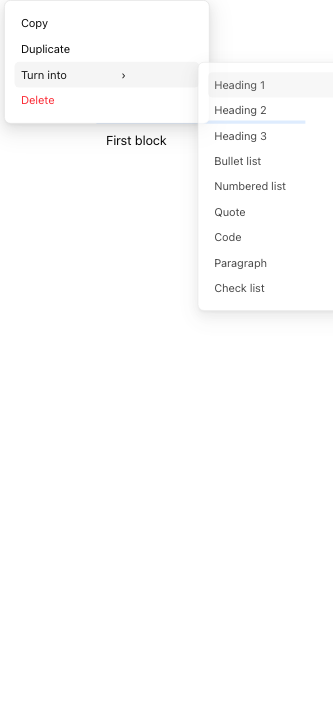 Copy
Duplicate
Turn into ›
Delete
First block
Heading 1
Heading 2
Heading 3
Bullet list
Numbered list
Quote
Code
Paragraph
Check list